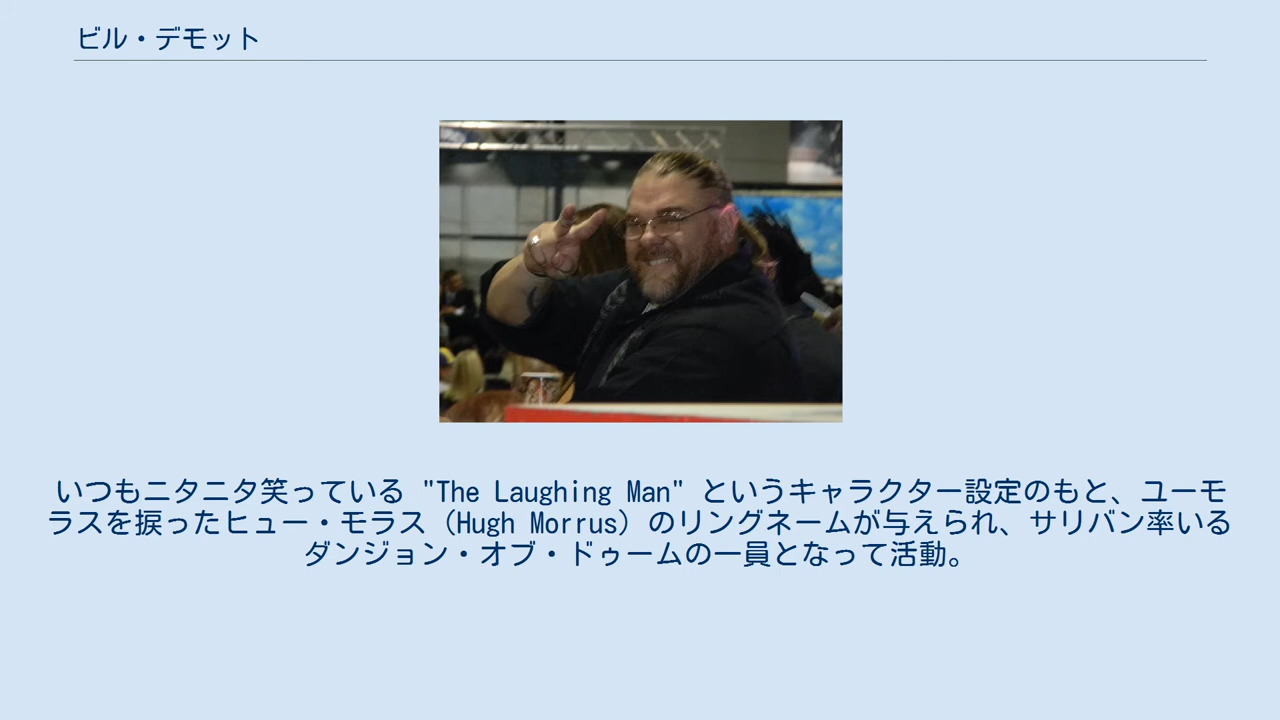 ビル・デモット
いつもニタニタ笑っている "The Laughing Man" というキャラクター設定のもと、ユーモ
ラスを捩ったヒュー・モラス（Hugh Morrus）のリングネームが与えられ、サリバン率いる
ダンジョン・オブ・ドゥームの一員となって活動。